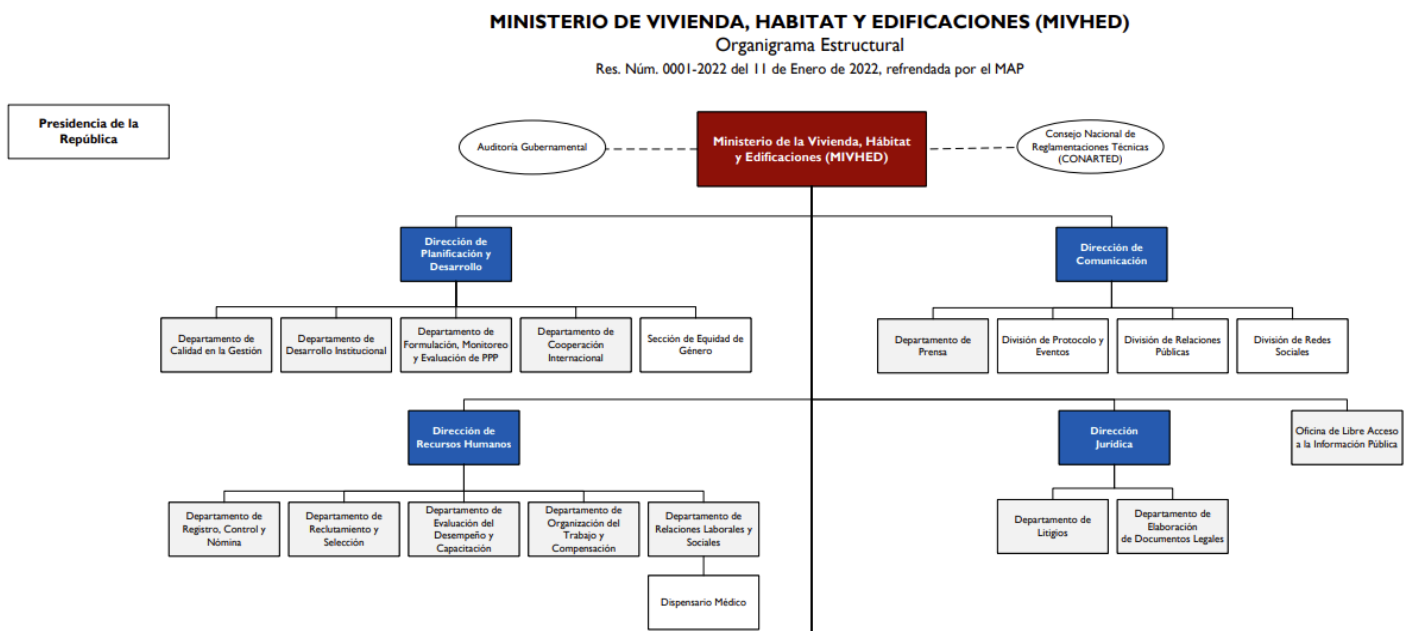 MINISTERIO DE VIVIENDA, HABITAT Y EDIFICACIONES (MIVHED)
Organigrama Estructural
Res. Núm. 0001-2022 del 11 de Enero de 2022, refrendada por el MAP
Presidencia de la
República
Auditoría Gubernamental
Ministerio de la Vivienda, Hábitat
y Edificaciones (MIVHED)
Consejo Nacional de
Reglamentaciones Técnicas
(CONARTED)
Dirección de
Planificación y
Desarrollo
Dirección de
Comunicación
Departamento de
Calidad en la Gestión
Departamento de
Desarrollo Institucional
Departamento de
Formulación, Monitoreo
y Evaluación de PPP
Departamento de
Cooperación
Internacional
Sección de Equidad de
Género
Departamento de
Prensa
División de Protocolo y
Eventos
División de Relaciones
Públicas
División de Redes
Sociales
Dirección de
Recursos Humanos
Dirección
Jurídica
Oficina de Libre Acceso
a la Información Pública
Departamento de
Registro, Control y
Nómina
Departamento de
Reclutamiento y
Selección
Departamento de
Evaluación del
Desempeño y
Capacitación
Departamento de
Organización del
Trabajo y
Compensación
Departamento de
Relaciones Laborales y
Sociales
Departamento de
Litigios
Departamento de
Elaboración
de Documentos Legales
Dispensario Médico